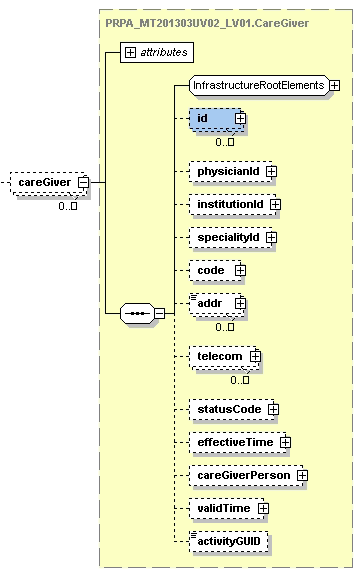 PRPA_MT201303UV02_LV01.CareGiver
attributes
InfrastructureRootElements
id
0..
physicianId
careGiver
institutionId
0..
specialityId
code
addr
0..
telecom
0..
statusCode
effectiveTime
careGiverPerson
validTime
activityGUID